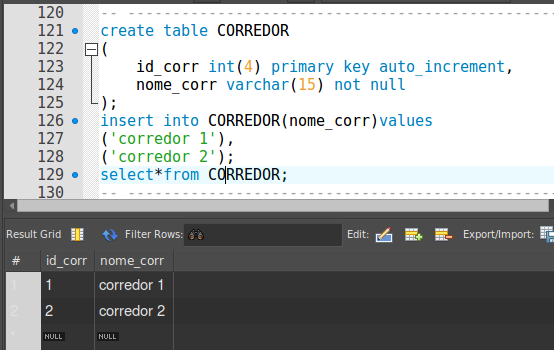 120 -- --------------------------------------------------------
121 create table CORREDOR
122 (
123 id_corr int(4) primary key auto_increment,
124 nome_corr varchar(15) not null
125 );
126 insert into CORREDOR(nome_corr)values
127 ('corredor 1'),
128 ('corredor 2');
129 select*from CORREDOR;
130 --------------------------------------------------------
Result Grid Filter Rows: Edit: Export/Import:
# id_corr nome_corr
1 1 corredor 1
2 2 corredor 2
* NULL NULL